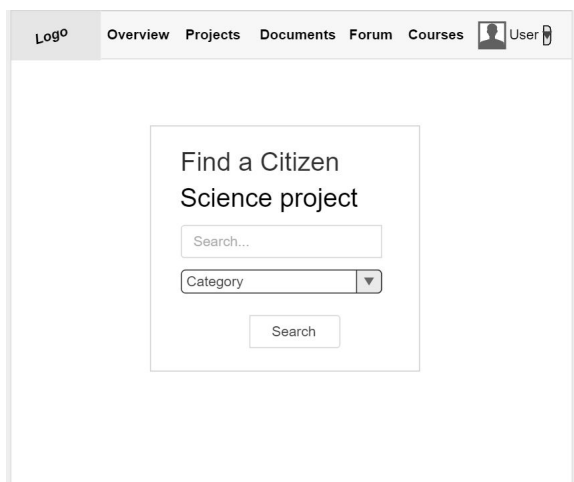 Logo Overview Projects Documents Forum Courses User
Find a Citizen
Science project
Search...
Category
Search